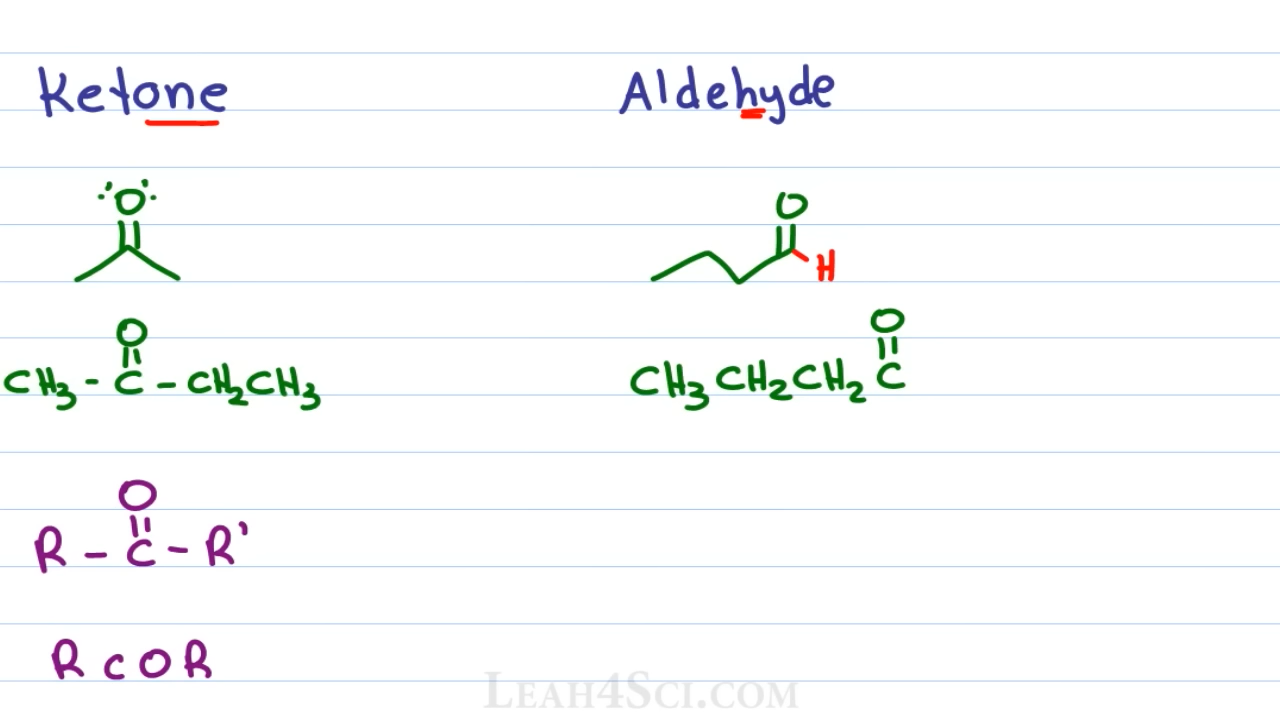 Ketone
Aldehyde
O
O
H
O
CH3 - C - CH2CH3
O
CH3CH2CH2C
O
R - C - R'
RCOR
LEAH4SCI.COM